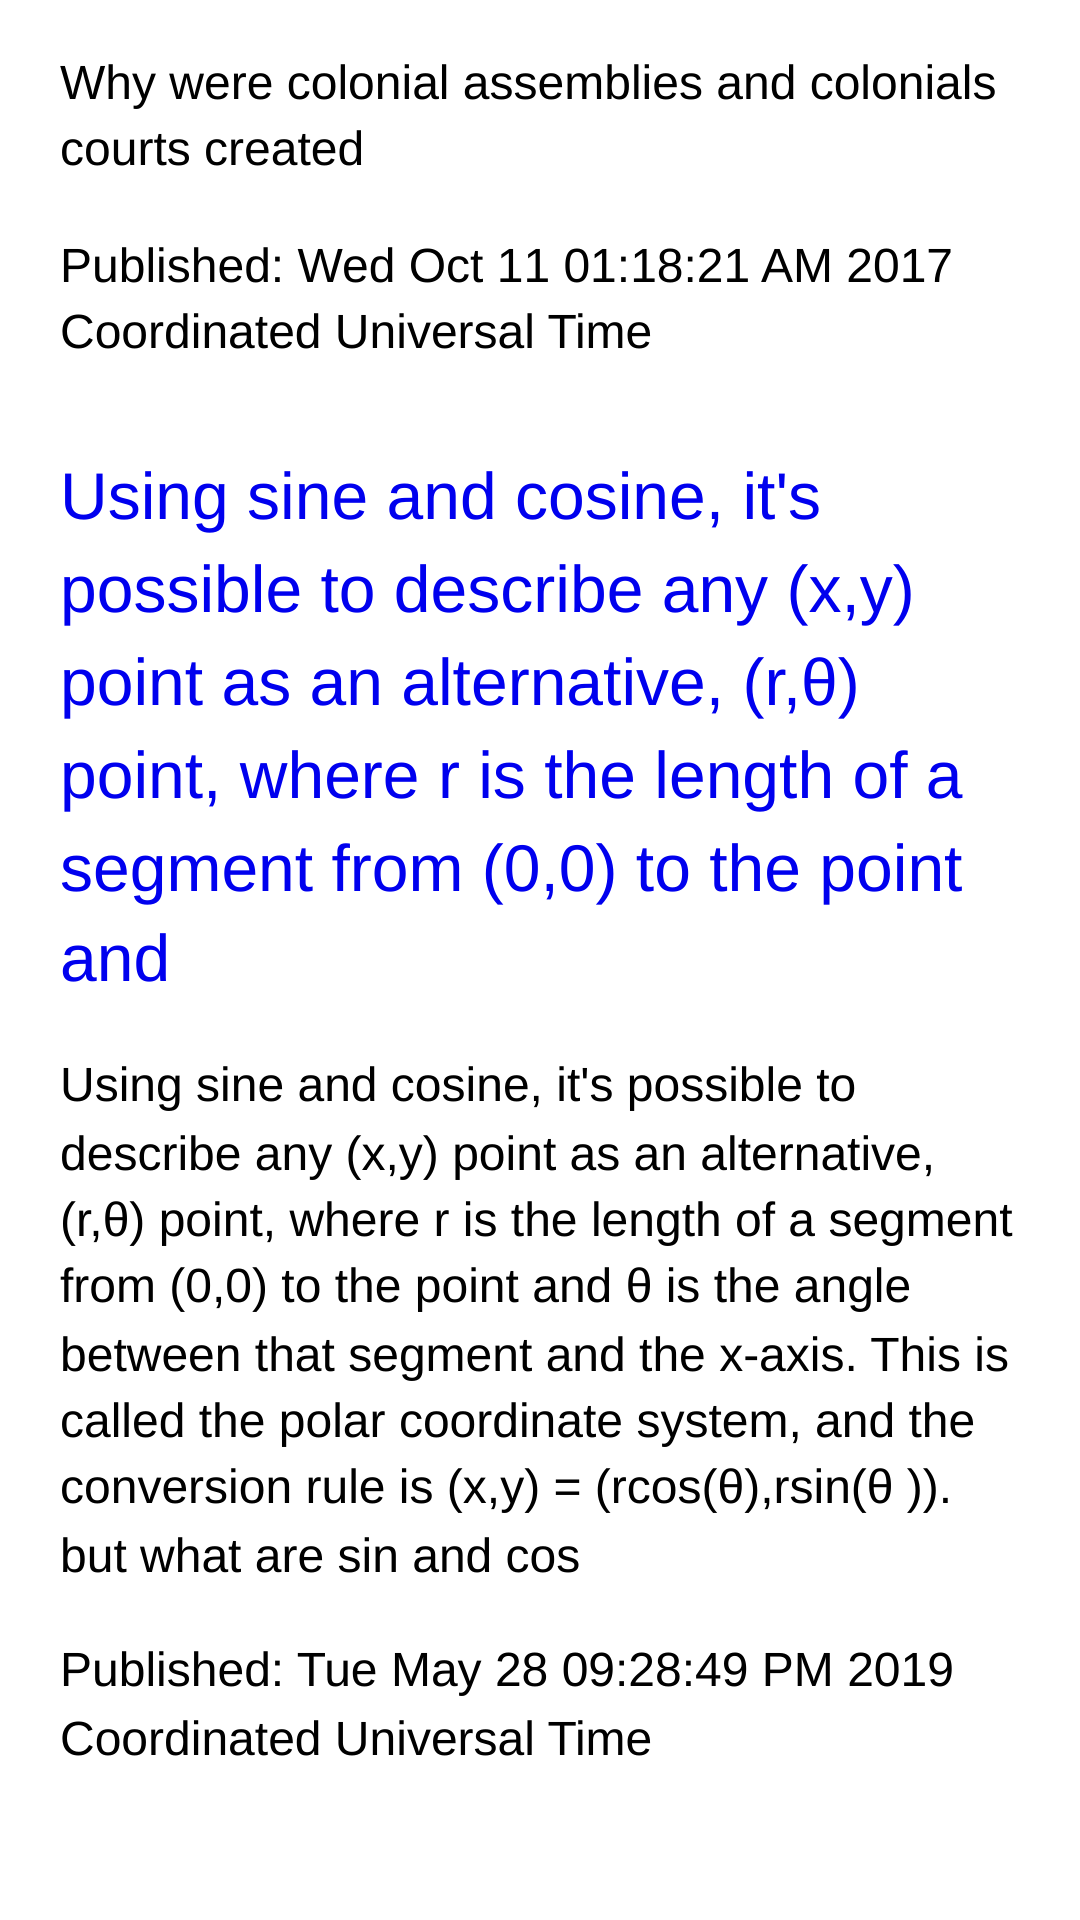 Why were colonial assemblies and colonials
courts created
Published: Wed Oct 11 01:18:21 AM 2017
Coordinated Universal Time
Using sine and cosine, it's
possible to describe any (x,y)
point as an alternative, (r,θ)
point, where r is the length of a
segment from (0,0) to the point
and
Using sine and cosine, it's possible to
describe any (x,y) point as an alternative,
(r,θ) point, where r is the length of a segment
from (0,0) to the point and θ is the angle
between that segment and the x-axis. This is
called the polar coordinate system, and the
conversion rule is (x,y) = (rcos(θ),rsin(θ )).
but what are sin and cos
Published: Tue May 28 09:28:49 PM 2019
Coordinated Universal Time